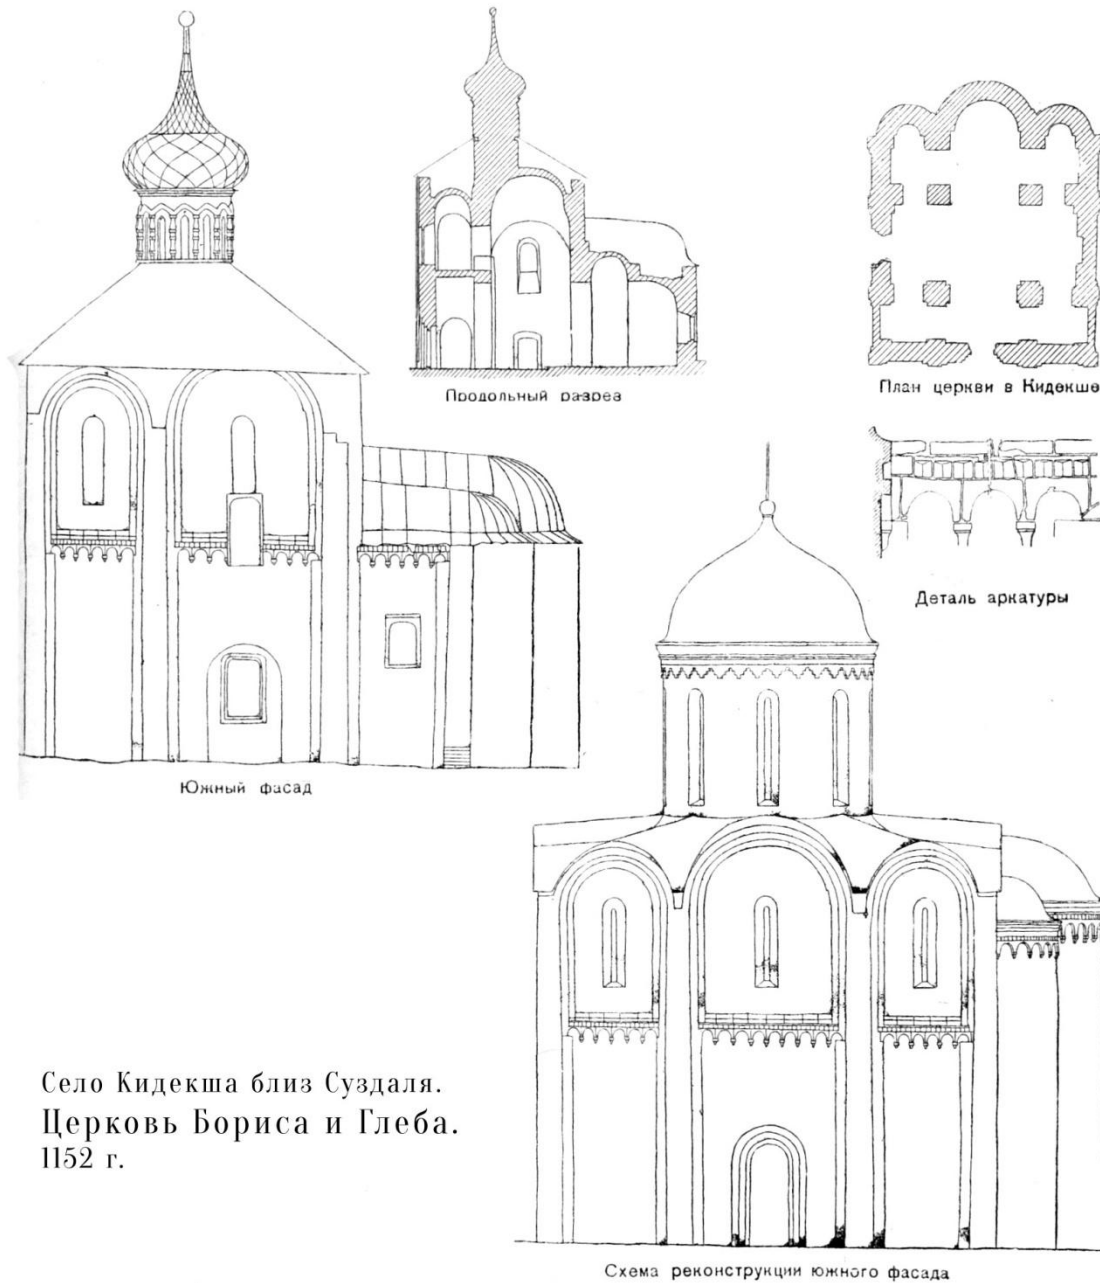 Продольный разрез
План церкви в Кидекше
Деталь аркатуры
Южный фасад
Село Кидекша близ Суздаля.
Церковь Бориса и Глеба.
1152 г.
Схема реконструкции южного фасада